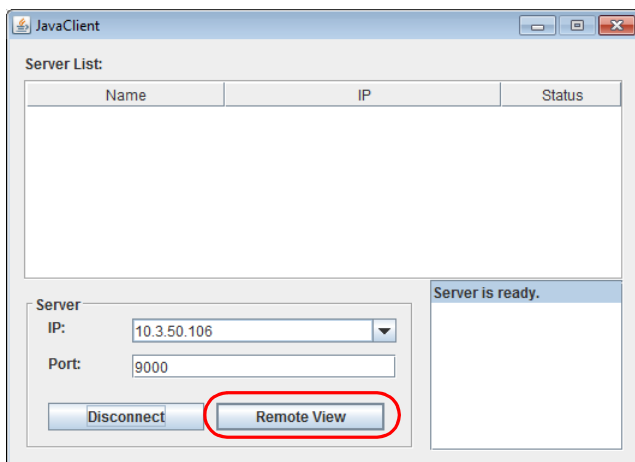 JavaClient
Server List:
Name IP Status
Server is ready.
Server
IP: 10.3.50.106
Port: 9000
Disconnect Remote View